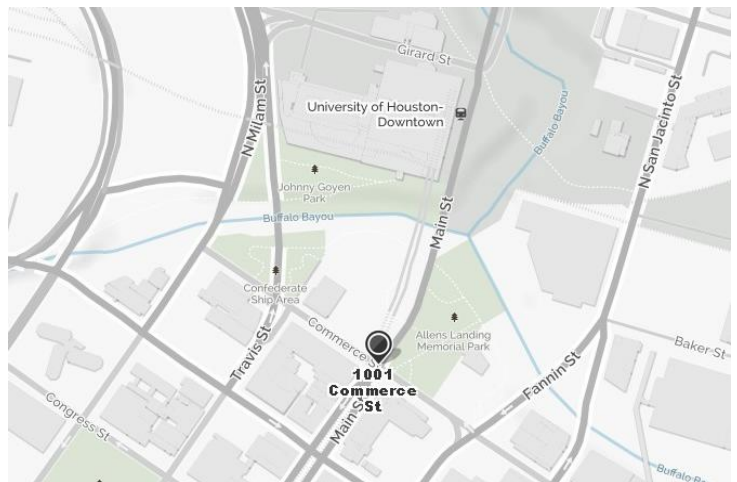 Girard St
N Milam St
University of Houston-
Downtown
N San Jacinto St
Buffalo Bayou
Johnny Goyen
Park
Buffalo Bayou
Main St
Confederate
Ship Area
Commerce St
Allens Landing
Memorial Park
Travis St
Baker St
Fannin St
1001
Commerce
St
Main St
Congress St
Buffalo Bayou